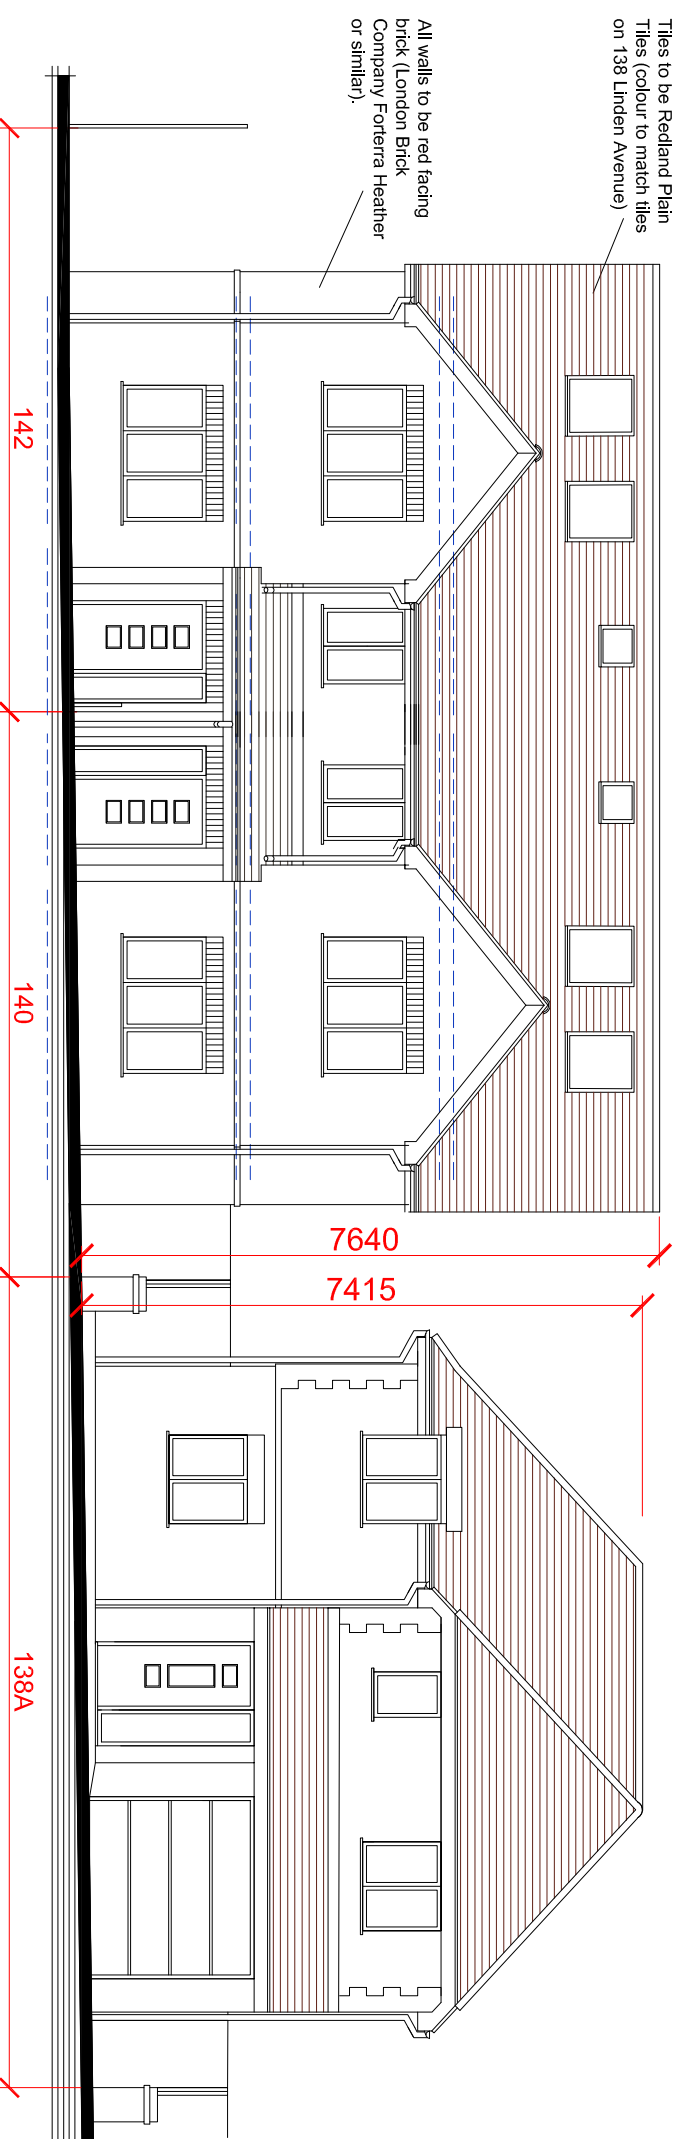 Tiles to be Redland Plain
Tiles (colour to match tiles
on 138 Linden Avenue)
All walls to be red facing
brick (London Brick
Company Forterra Heather
or similar).
7640
7415
142
140
138A